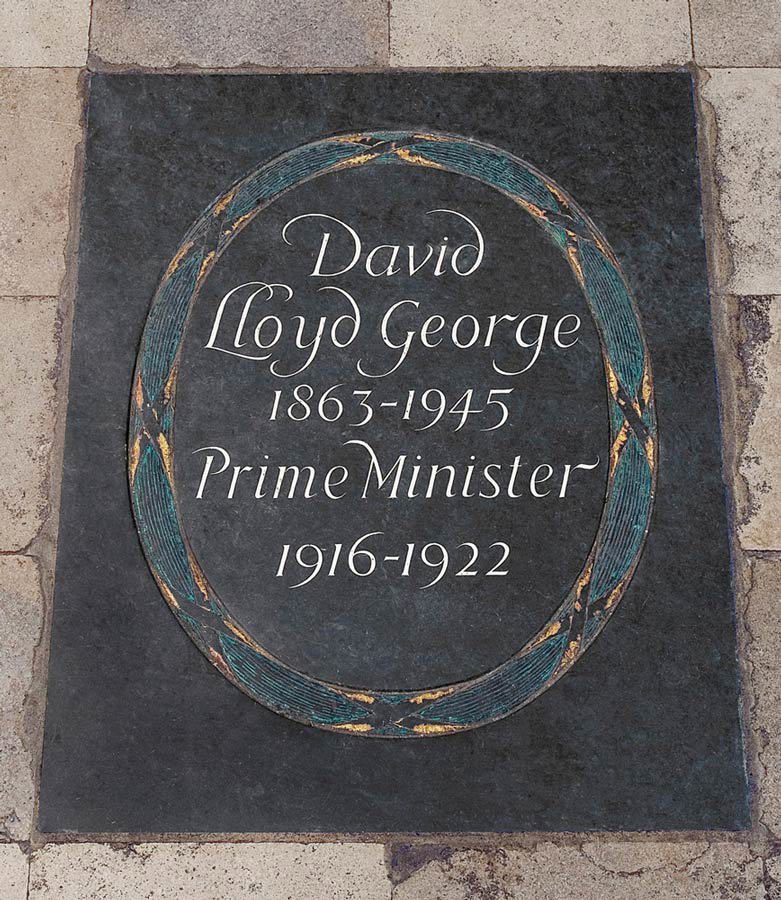 David
Lloyd George
1863-1945
Prime Minister
1916-1922